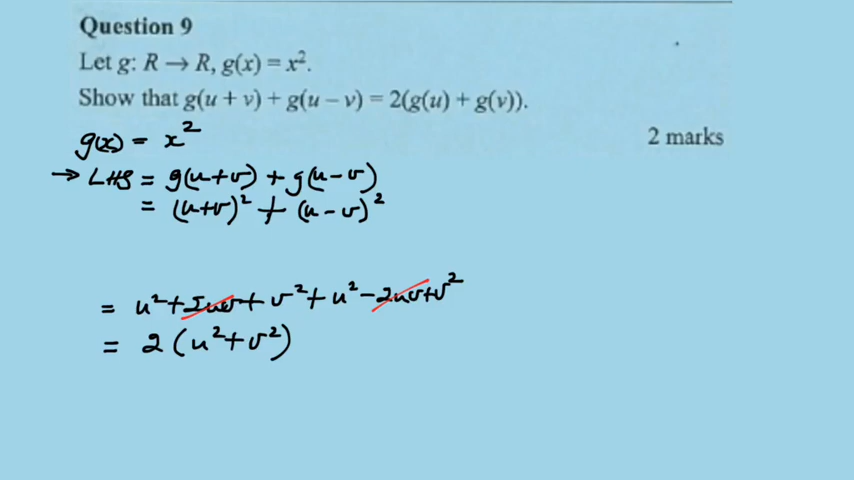 Question 9
Let g: R → R, g(x) = x².
Show that g(u + v) + g(u − v) = 2(g(u) + g(v)).
2 marks
g(x) = x²
→ LHS = g(u+v) + g(u−v)
= (u+v)² + (u−v)²
= u² + 2uv + v² + u² − 2uv + v²
= 2(u² + v²)